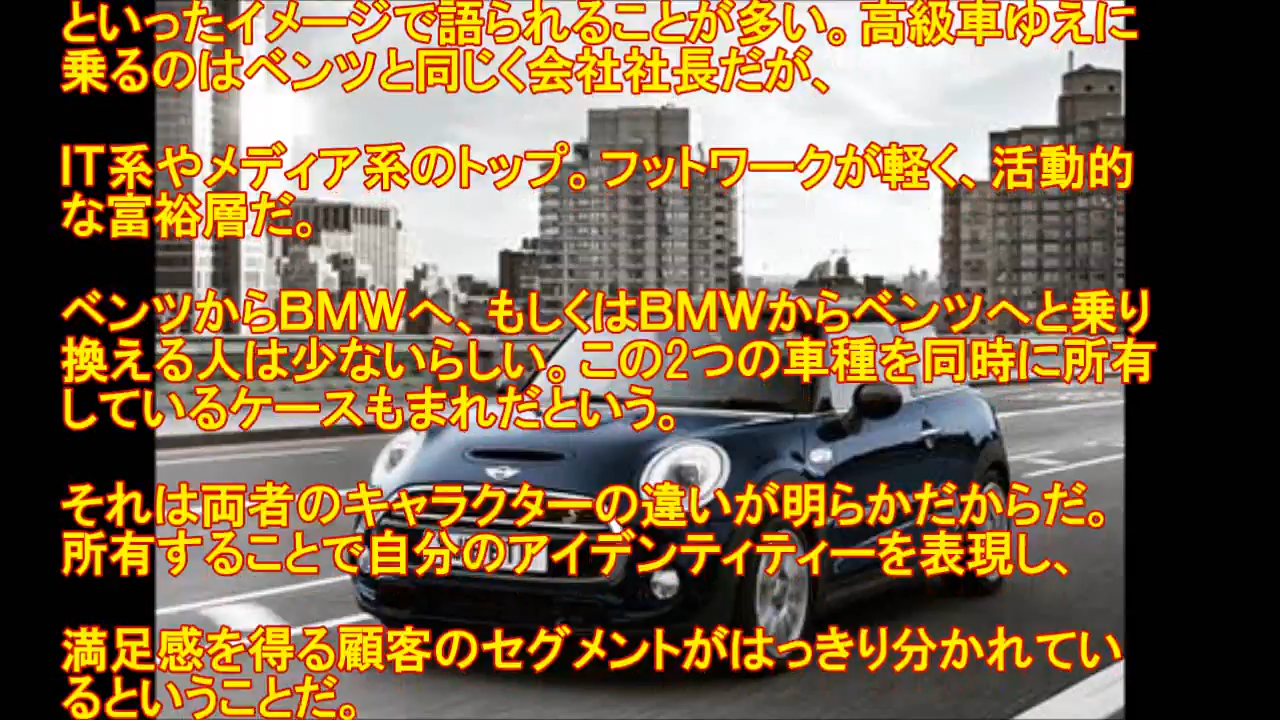 といったイメージで語られることが多い。高級車ゆえに
乗るのはベンツと同じく会社社長だが、
IT系やメディア系のトップ。フットワークが軽く、活動的
な富裕層だ。
ベンツからBMWへ、もしくはBMWからベンツへと乗り
換える人は少ないらしい。この2つの車種を同時に所有
しているケースもまれだという。
それは両者のキャラクターの違いが明らかだからだ。
所有することで自分のアイデンティティーを表現し、
満足感を得る顧客のセグメントがはっきり分かれてい
るということだ。